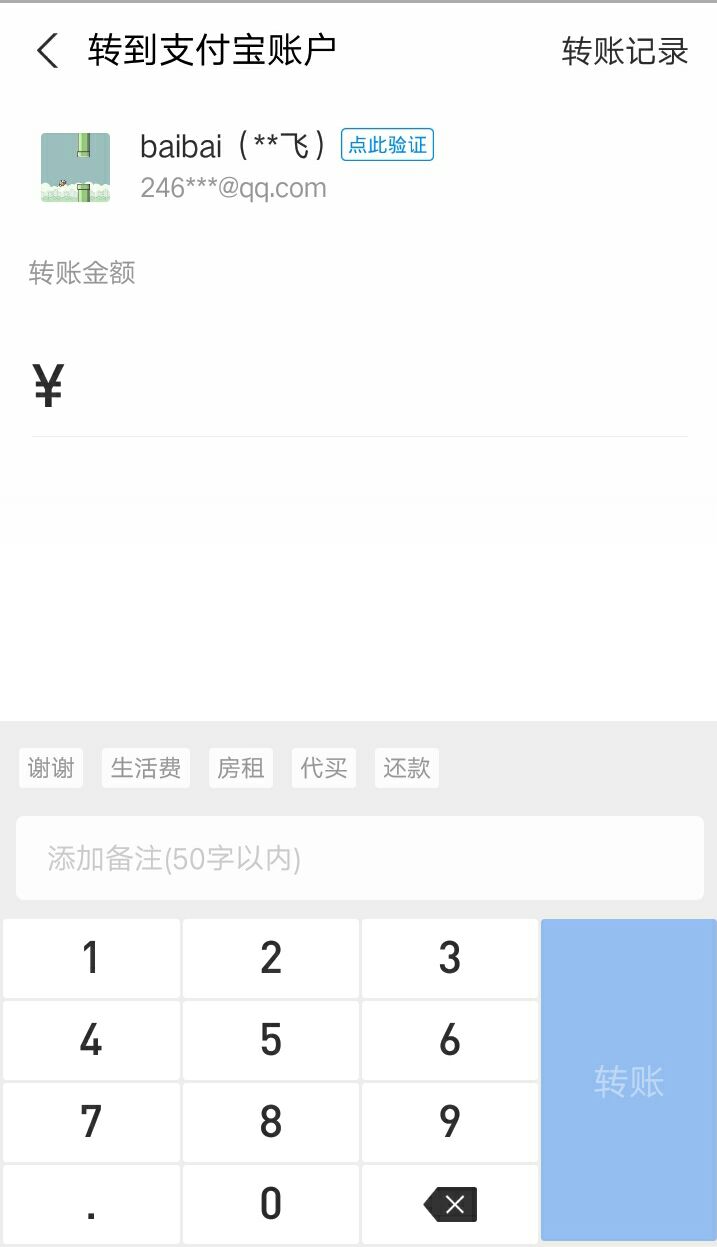 转到支付宝账户 转账记录
baibai（**飞） 点此验证
246***@qq.com
转账金额
¥
谢谢 生活费 房租 代买 还款
添加备注(50字以内)
1 2 3
4 5 6
转账
7 8 9
. 0